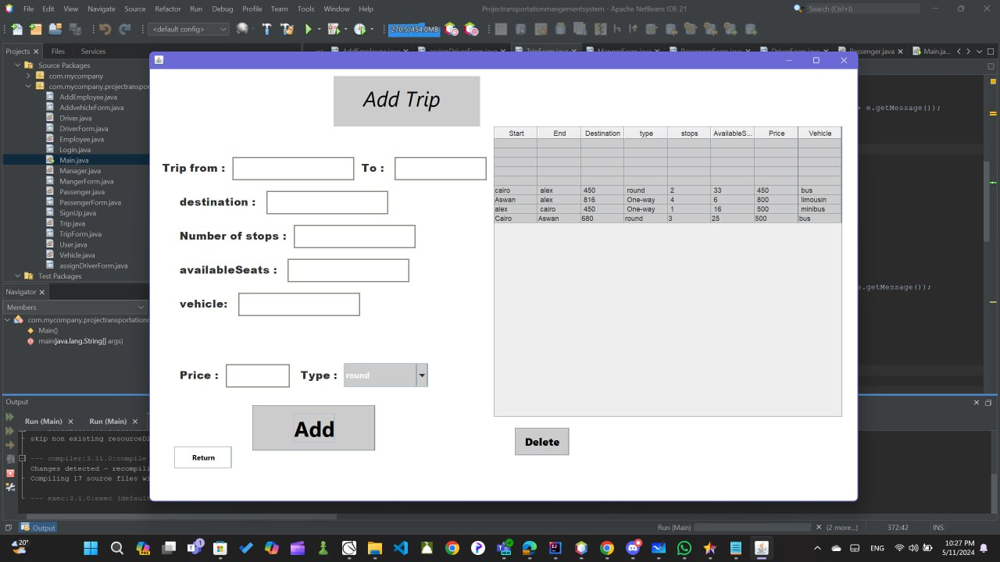 File Edit View Navigate Source Refactor Run Debug Profile Team Tools Window Help
Projectransportationmangementsystem - Apache NetBeans IDE 21
Search (Ctrl+I)
<default config>
270.5/454.0MB
Projects Files Services
AddEmployee.java assignDriverForm.java TripForm.java MangerForm.java PassengerForm.java DriverForm.java Passenger.java Main.ja...
Source Packages
com.mycompany
com.mycompany.projectranspor
AddEmployee.java
AddvehicleForm.java
Driver.java
DriverForm.java
Employee.java
Login.java
Main.java
Manager.java
MangerForm.java
Passenger.java
PassengerForm.java
SignUp.java
Trip.java
TripForm.java
User.java
Vehicle.java
assignDriverForm.java
Test Packages
Navigator
Members
com.mycompany.projectransportationm
Main()
main(java.lang.String[] args)
Add Trip
Trip from :
To :
destination :
Number of stops :
availableSeats :
vehicle:
Price :
Type :
round
Add
Return
Start End Destination type stops AvailableS... Price Vehicle
cairo alex 450 round 2 33 450 bus
Aswan alex 816 One-way 4 6 800 limousin
alex cairo 450 One-way 1 16 500 minibus
Cairo Aswan 680 round 3 25 500 bus
Delete
+ e.getMessage());
e.getMessage());
Output
Run (Main) Run (Main)
skip non existing resourceDi
--- compiler:3.11.0:compile
Changes detected - recompili
Compiling 17 source files wi
--- exec:3.1.0:exec (default
Output
Run (Main)
(2 more...)
372:42
INS
20°
ENG
10:27 PM
5/11/2024